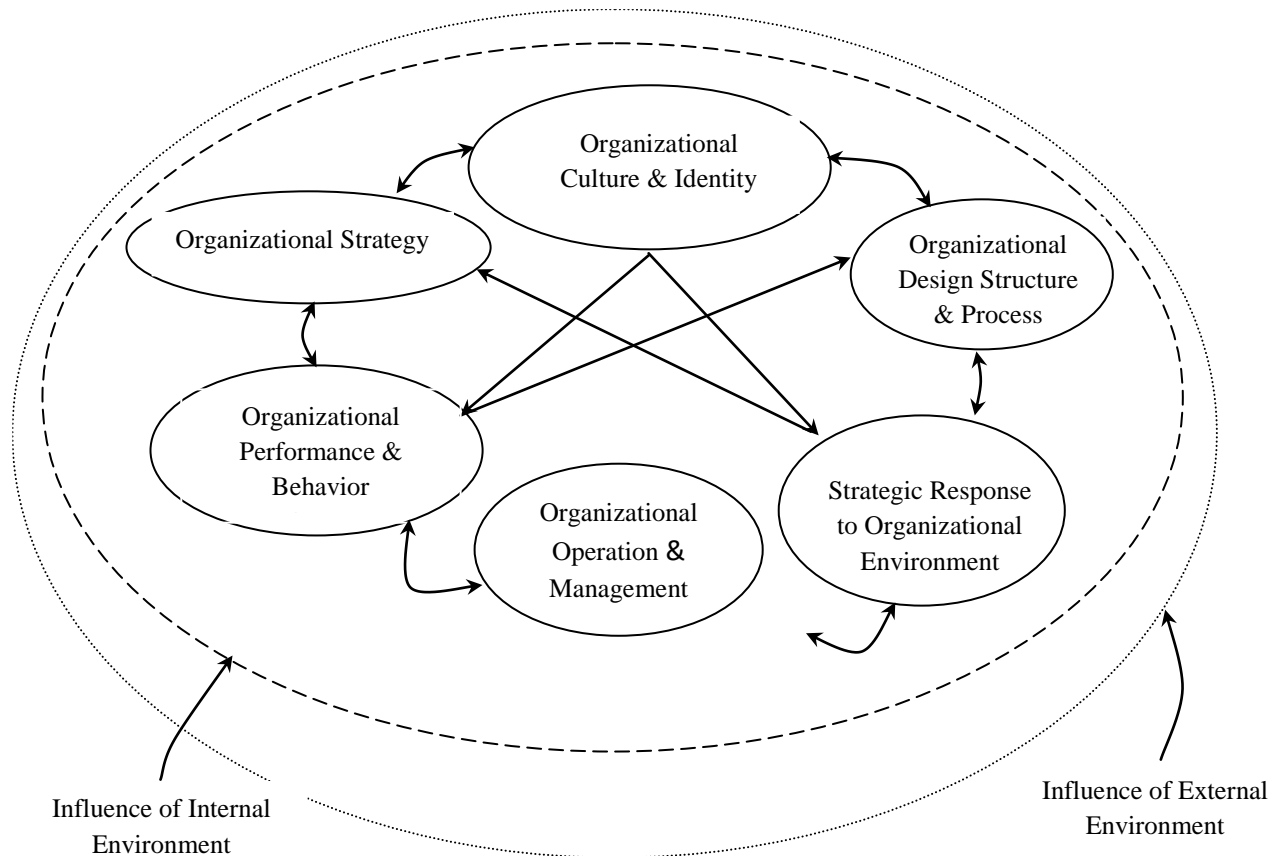 Organizational
Culture & Identity
Organizational Strategy
Organizational
Design Structure
& Process
Organizational
Performance &
Behavior
Organizational
Operation &
Management
Strategic Response
to Organizational
Environment
Influence of Internal
Environment
Influence of External
Environment